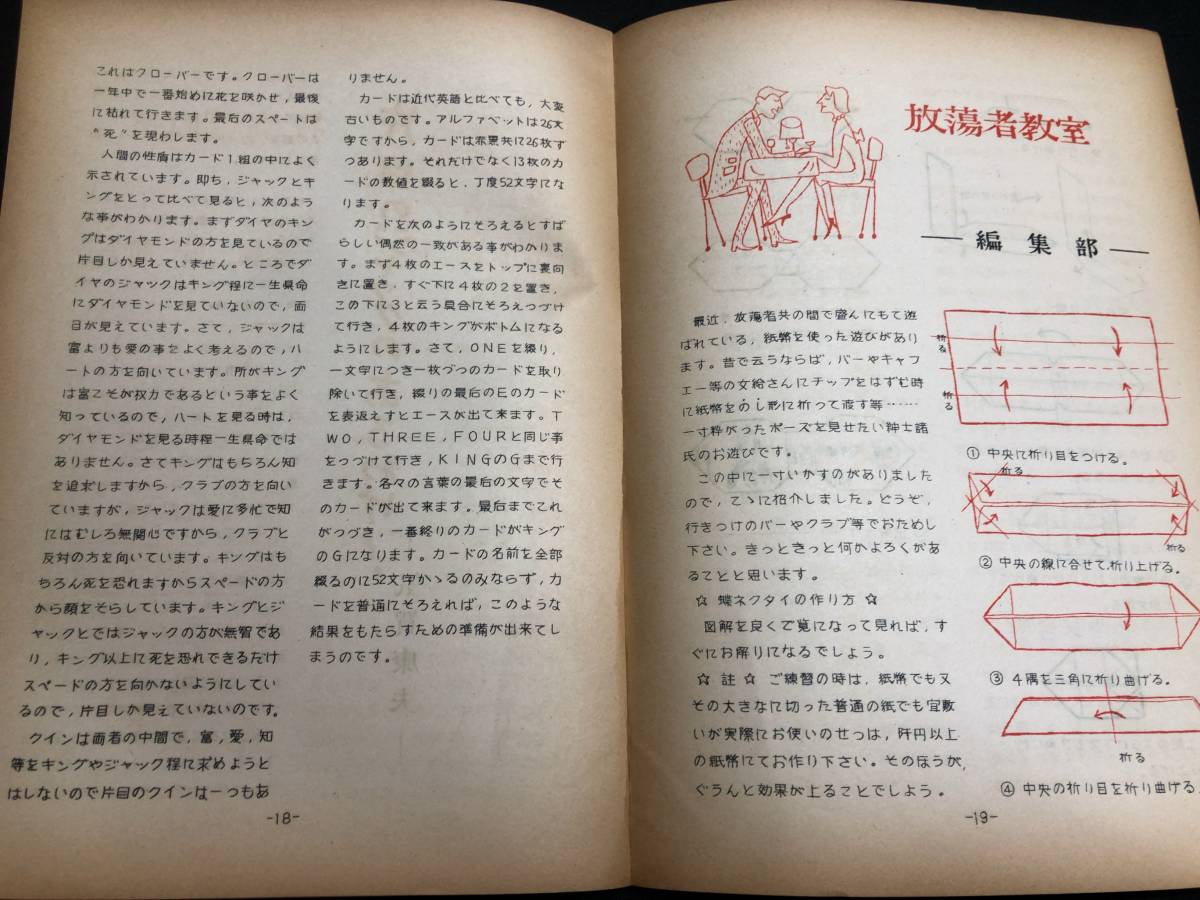 これはクローバーです。クローバーは
一年中で一番始めに花を咲かせ，最後
に枯れて行きます。最后のスペートは
“死”を現わします。
人間の性質はカード1組の中によく
示されています。即ち，ジャックとキ
ングをとって比べて見ると，次のよう
な事がわかります。まずダイヤのキン
グはダイヤモンドの方を見ているので
片目しか見えていません。ところでダ
イヤのジャックはキング程に一生県命
にダイヤモンドを見ていないので，両
目が見えています。さて，ジャックは
富よりも愛の事をよく考えるので，ハ
ートの方を向いています。所がキング
は富こそが权力であるという事をよく
知っているので，ハートを見る時は，
ダイヤモンドを見る時程一生県命では
ありません。さてキングはもちろん知
を追求しますから，クラブの方を向い
ていますが，ジャックは愛に多忙で知
にはむしろ無関心ですから，クラブと
反対の方を向いています。キングはも
ちろん死を恐れますからスペードの方
から顔をそらしています。キングとジ
ャックとではジャックの方が無智であ
り，キング以上に死を恐れできるだけ
スペードの方を向かないようにしてい
るので，片目しか見えていないのです。
クインは両者の中間で，富，愛，知
等をキングやジャック程に求めようと
はしないので片目のクインは一つもあ
りません。
カードは近代英語と比べても，大変
古いものです。アルファベットは26文
字ですから，カードは赤黒共に26枚ず
つあります。それだけでなく13枚のカ
ードの数値を綴ると，丁度52文字にな
ります。
カードを次のようにそろえるとすば
らしい偶然の一致がある事がわかりま
す。まず4枚のエースをトップに裏向
きに置き，すぐ下に4枚の2を置き，
この下に3と云う具合にそろえつづけ
て行き，4枚のキングがボトムになる
ようにします。さて，ONEを綴り，
一文字につき一枚づつのカードを取り
除いて行き，綴りの最后のEのカード
を表返えすとエースが出て来ます。T
WO，THREE，FOURと同じ事
をっづけて行き，KINGのGまで行
きます。各々の言葉の最后の文字でそ
のカードが出て来ます。最后までこれ
がっづき，一番終りのカードがキング
のGになります。カードの名前を全部
綴るのに52文字かゝるのみならず，カ
ードを普通にそろえれば，このような
結果をもたらすための準備が出来てし
まうのです。
-18-
放蕩者教室
編集部
最近，放蕩者共の間で盛んにもて遊
ばれている，紙幣を使った遊びがあり
ます。昔で云うならば，バーやキャフ
エー等の女給さんにチップをはずむ時
に紙幣をのし形に折って渡す等……
一寸粋がったポーズを見せたい紳士諸
氏のお遊びです。
この中に一寸いかすのがありました
ので，こゝに紹介しました。どうぞ，
行きつけのバーやクラブ等でおためし
下さい。きっときっと何かよろくがあ
ることと思います。
☆ 蝶ネクタイの作り方 ☆
図解を良くご覧になって見れば，す
ぐにお解りになるでしょう。
☆ 註 ☆ ご練習の時は，紙幣でも又
その大きなに切った普通の紙でも宜敷
いが実際にお使いのせっは，阡円以上
の紙幣にてお作り下さい。そのほうが，
ぐうんと効果が上ることでしよう。
折る
折る
① 中央に折り目をつける。
折る
折る
② 中央の線に合せて，折り上げる。
③ 4隅を三角に折り曲げる。
折る
④ 中央の折り目を折り曲げる
-19-